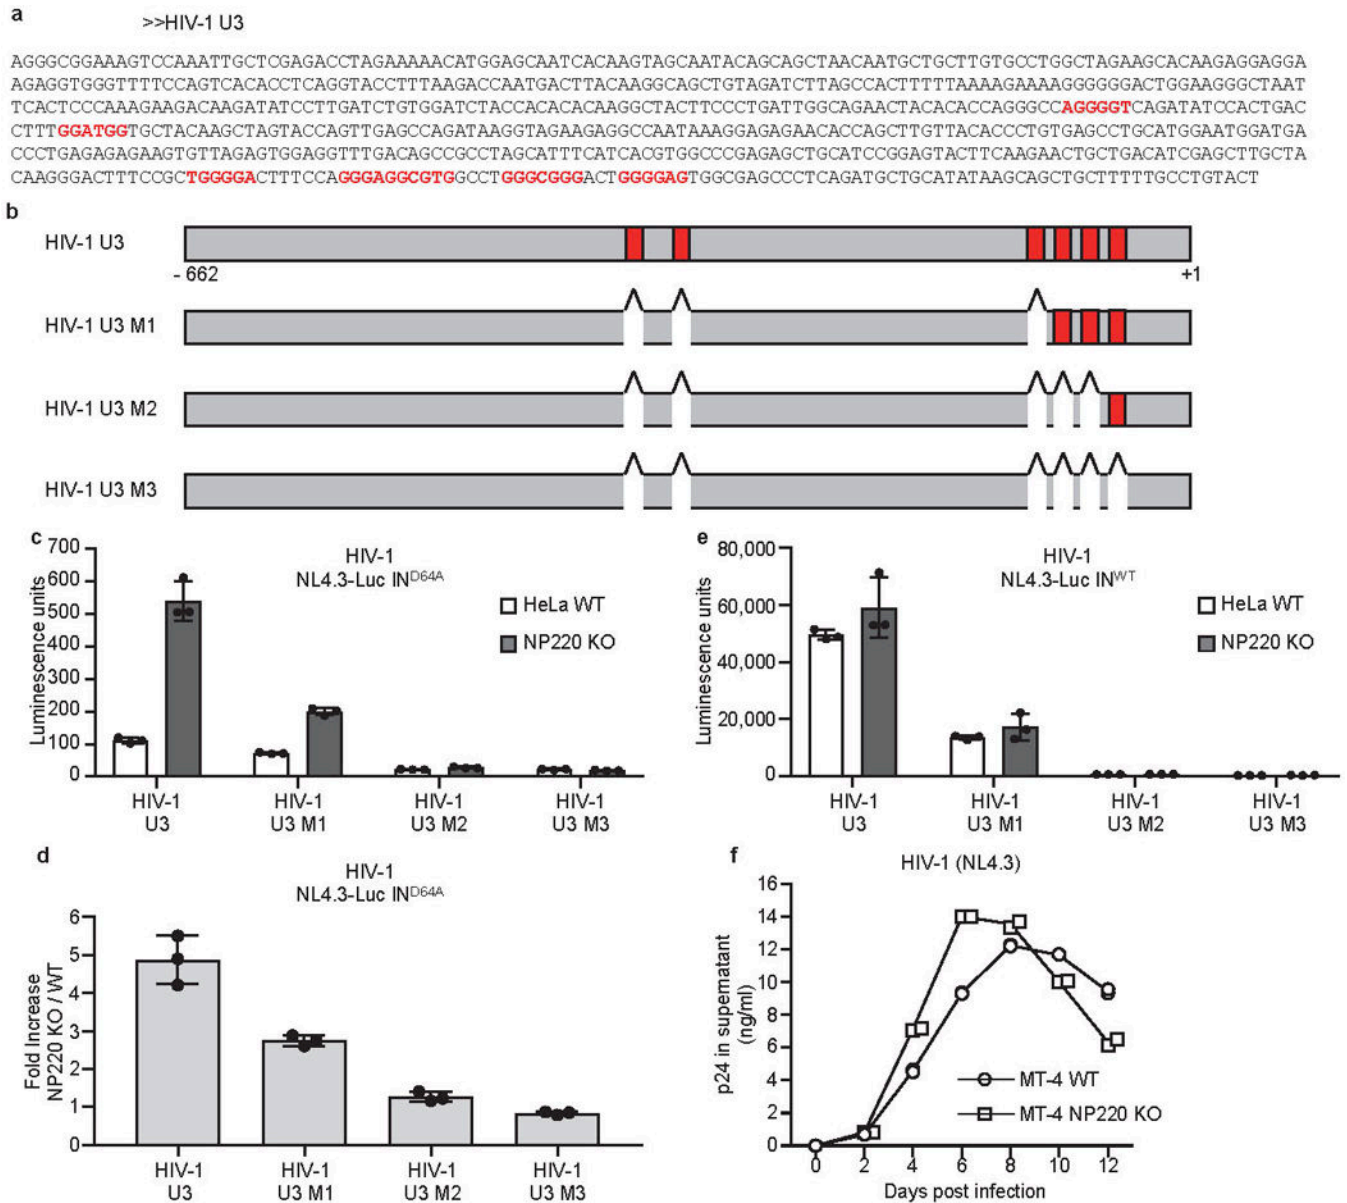 a
>>HIV-1 U3
AGGGCGGAAAGTCCAAATTGCTCGAGACCTAGAAAAACATGGAGCAATCACAAGTAGCAATACAGCAGCTAACAATGCTGCTTGTGCCTGGCTAGAAGCACAAGAGGAGGA
AGAGGTGGGTTTTCCAGTCACACCTCAGGTACCTTTAAGACCAATGACTTACAAGGCAGCTGTAGATCTTAGCCACTTTTTAAAAGAAAAGGGGGGACTGGAAGGGCTAAT
TCACTCCCAAAGAAGACAAGATATCCTTGATCTGTGGATCTACCACACACAAGGCTACTTCCCTGATTGGCAGAACTACACACCAGGGCCAGGGGTCAGATATCCACTGAC
CTTTGGATGGTGCTACAAGCTAGTACCAGTTGAGCCAGATAAGGTAGAAGAGGCCAATAAAGGAGAGAACACCAGCTTGTTACACCCTGTGAGCCTGCATGGAATGGATGA
CCCTGAGAGAGAAGTGTTAGAGTGGAGGTTTGACAGCCGCCTAGCATTTCATCACGTGGCCCGAGAGCTGCATCCGGAGTACTTCAAGAACTGCTGACATCGAGCTTGCTA
CAAGGGACTTTCCGCTGGGGACTTTCCAGGGAGGCGTGGCCTGGGCGGGACTGGGGAGTGGCGAGCCCTCAGATGCTGCATATAAGCAGCTGCTTTTTGCCTGTACT
b
HIV-1 U3
- 662
+1
HIV-1 U3 M1
HIV-1 U3 M2
HIV-1 U3 M3
c
HIV-1
NL4.3-Luc IN^D64A
Luminescence units
700
600
500
400
300
200
100
0
HeLa WT
NP220 KO
HIV-1 HIV-1 HIV-1 HIV-1
U3 U3 M1 U3 M2 U3 M3
e
HIV-1
NL4.3-Luc IN^WT
Luminescence units
80,000
60,000
40,000
20,000
0
HeLa WT
NP220 KO
HIV-1 HIV-1 HIV-1 HIV-1
U3 U3 M1 U3 M2 U3 M3
d
HIV-1
NL4.3-Luc IN^D64A
Fold Increase
NP220 KO / WT
6
5
4
3
2
1
0
HIV-1 HIV-1 HIV-1 HIV-1
U3 U3 M1 U3 M2 U3 M3
f
HIV-1 (NL4.3)
p24 in supernatant
(ng/ml)
16
14
12
10
8
6
4
2
0
MT-4 WT
MT-4 NP220 KO
0 2 4 6 8 10 12
Days post infection